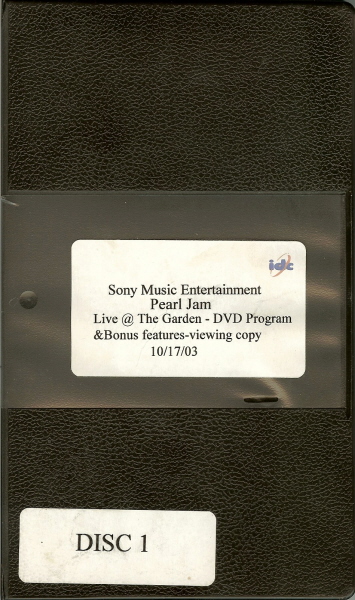 idc
Sony Music Entertainment
Pearl Jam
Live @ The Garden - DVD Program
&Bonus features-viewing copy
10/17/03
DISC 1